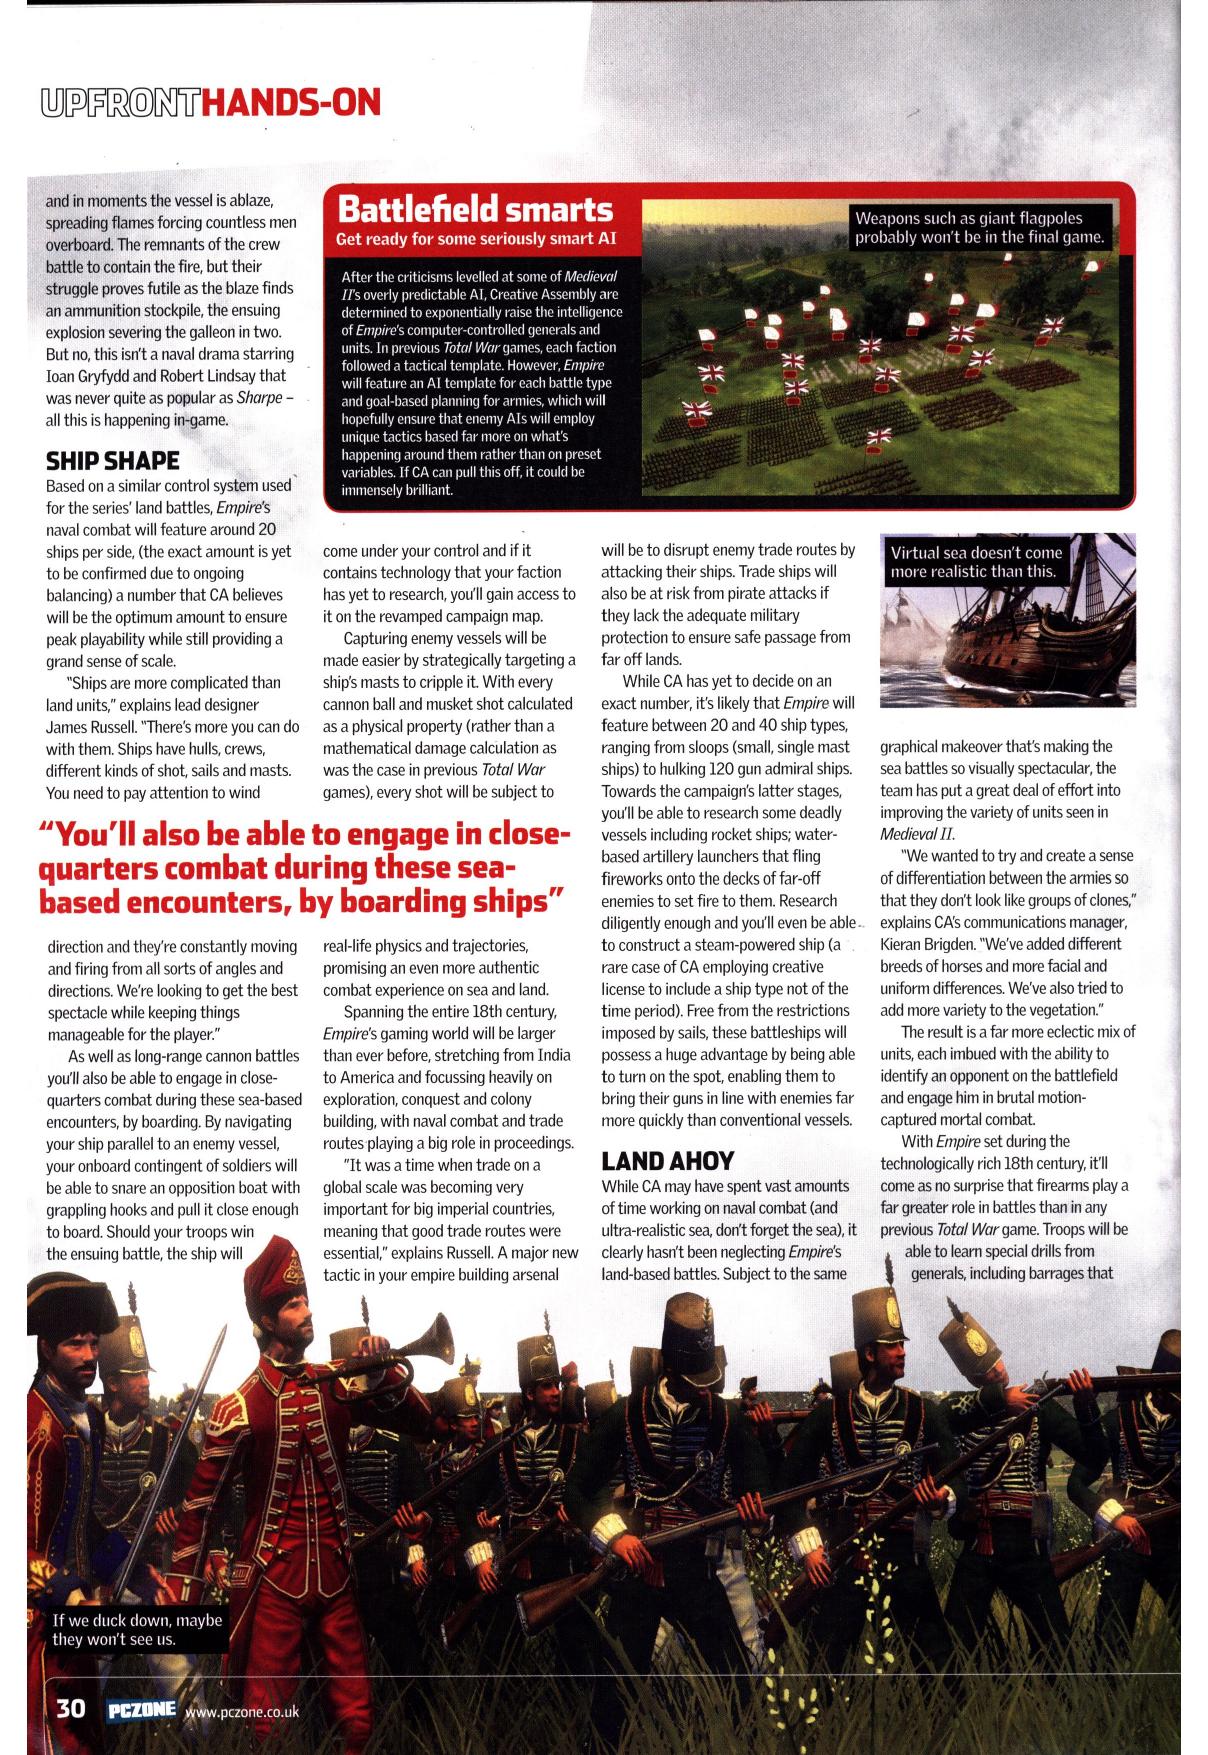 UPFRONTHANDS-ON
and in moments the vessel is ablaze,
spreading flames forcing countless men
overboard. The remnants of the crew
battle to contain the fire, but their
struggle proves futile as the blaze finds
an ammunition stockpile, the ensuing
explosion severing the galleon in two.
But no, this isn't a naval drama starring
Ioan Gryfydd and Robert Lindsay that
was never quite as popular as Sharpe –
all this is happening in-game.
SHIP SHAPE
Based on a similar control system used
for the series' land battles, Empire's
naval combat will feature around 20
ships per side, (the exact amount is yet
to be confirmed due to ongoing
balancing) a number that CA believes
will be the optimum amount to ensure
peak playability while still providing a
grand sense of scale.
"Ships are more complicated than
land units," explains lead designer
James Russell. "There's more you can do
with them. Ships have hulls, crews,
different kinds of shot, sails and masts.
You need to pay attention to wind
"You'll also be able to engage in close-
quarters combat during these sea-
based encounters, by boarding ships"
direction and they're constantly moving
and firing from all sorts of angles and
directions. We're looking to get the best
spectacle while keeping things
manageable for the player."
As well as long-range cannon battles
you'll also be able to engage in close-
quarters combat during these sea-based
encounters, by boarding. By navigating
your ship parallel to an enemy vessel,
your onboard contingent of soldiers will
be able to snare an opposition boat with
grappling hooks and pull it close enough
to board. Should your troops win
the ensuing battle, the ship will
Battlefield smarts
Get ready for some seriously smart AI
After the criticisms levelled at some of Medieval
II's overly predictable AI, Creative Assembly are
determined to exponentially raise the intelligence
of Empire's computer-controlled generals and
units. In previous Total War games, each faction
followed a tactical template. However, Empire
will feature an AI template for each battle type
and goal-based planning for armies, which will
hopefully ensure that enemy AIs will employ
unique tactics based far more on what's
happening around them rather than on preset
variables. If CA can pull this off, it could be
immensely brilliant.
Weapons such as giant flagpoles
probably won't be in the final game.
come under your control and if it
contains technology that your faction
has yet to research, you'll gain access to
it on the revamped campaign map.
Capturing enemy vessels will be
made easier by strategically targeting a
ship's masts to cripple it. With every
cannon ball and musket shot calculated
as a physical property (rather than a
mathematical damage calculation as
was the case in previous Total War
games), every shot will be subject to
real-life physics and trajectories,
promising an even more authentic
combat experience on sea and land.
Spanning the entire 18th century,
Empire's gaming world will be larger
than ever before, stretching from India
to America and focussing heavily on
exploration, conquest and colony
building, with naval combat and trade
routes playing a big role in proceedings.
"It was a time when trade on a
global scale was becoming very
important for big imperial countries,
meaning that good trade routes were
essential," explains Russell. A major new
tactic in your empire building arsenal
will be to disrupt enemy trade routes by
attacking their ships. Trade ships will
also be at risk from pirate attacks if
they lack the adequate military
protection to ensure safe passage from
far off lands.
While CA has yet to decide on an
exact number, it's likely that Empire will
feature between 20 and 40 ship types,
ranging from sloops (small, single mast
ships) to hulking 120 gun admiral ships.
Towards the campaign's latter stages,
you'll be able to research some deadly
vessels including rocket ships; water-
based artillery launchers that fling
fireworks onto the decks of far-off
enemies to set fire to them. Research
diligently enough and you'll even be able
to construct a steam-powered ship (a
rare case of CA employing creative
license to include a ship type not of the
time period). Free from the restrictions
imposed by sails, these battleships will
possess a huge advantage by being able
to turn on the spot, enabling them to
bring their guns in line with enemies far
more quickly than conventional vessels.
LAND AHOY
While CA may have spent vast amounts
of time working on naval combat (and
ultra-realistic sea, don't forget the sea), it
clearly hasn't been neglecting Empire's
land-based battles. Subject to the same
Virtual sea doesn't come
more realistic than this.
graphical makeover that's making the
sea battles so visually spectacular, the
team has put a great deal of effort into
improving the variety of units seen in
Medieval II.
"We wanted to try and create a sense
of differentiation between the armies so
that they don't look like groups of clones,"
explains CA's communications manager,
Kieran Brigden. "We've added different
breeds of horses and more facial and
uniform differences. We've also tried to
add more variety to the vegetation."
The result is a far more eclectic mix of
units, each imbued with the ability to
identify an opponent on the battlefield
and engage him in brutal motion-
captured mortal combat.
With Empire set during the
technologically rich 18th century, it'll
come as no surprise that firearms play a
far greater role in battles than in any
previous Total War game. Troops will be
able to learn special drills from
generals, including barrages that
If we duck down, maybe
they won't see us.
30 PCZONE www.pczone.co.uk